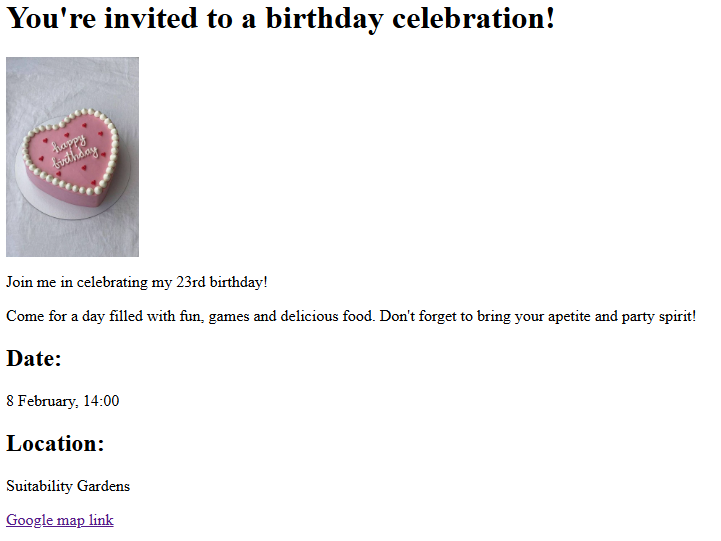 You're invited to a birthday celebration!
happy
birthday
Join me in celebrating my 23rd birthday!
Come for a day filled with fun, games and delicious food. Don't forget to bring your apetite and party spirit!
Date:
8 February, 14:00
Location:
Suitability Gardens
Google map link